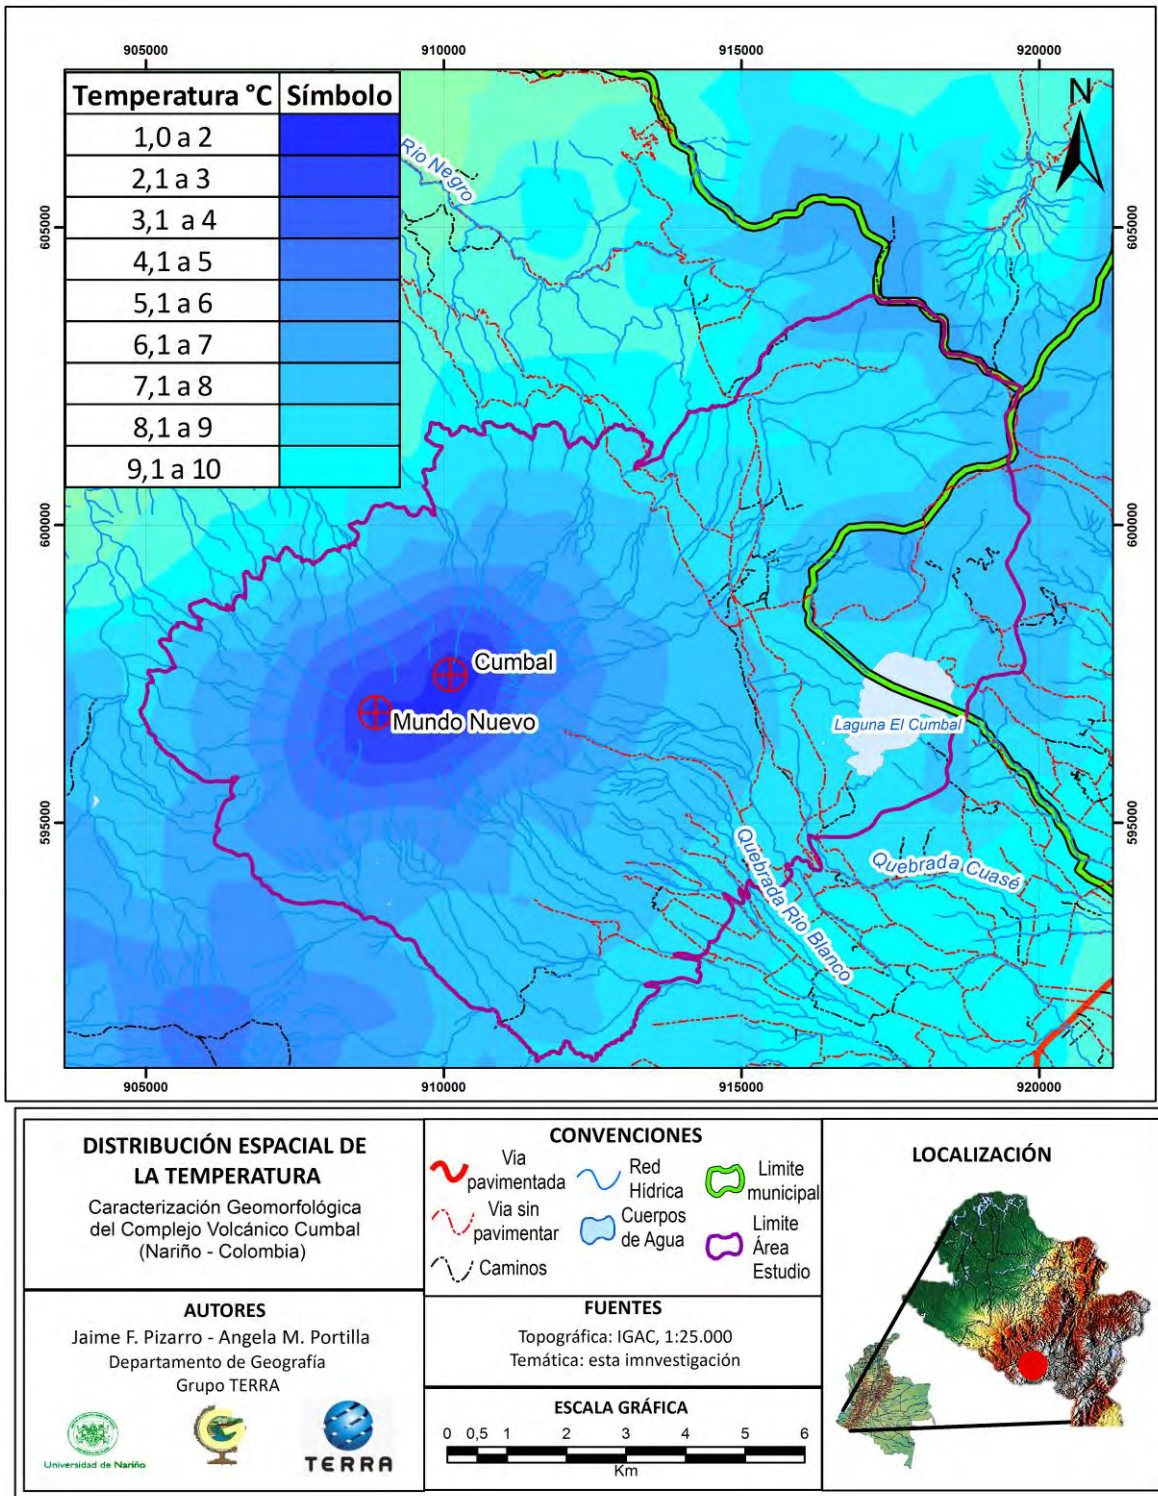 905000
910000
915000
920000
Temperatura °C Símbolo
1,0 a 2
2,1 a 3
3,1 a 4
4,1 a 5
5,1 a 6
6,1 a 7
7,1 a 8
8,1 a 9
9,1 a 10
N
Río Negro
605000
605000
600000
600000
Cumbal
Mundo Nuevo
Laguna El Cumbal
595000
595000
Quebrada Cuasé
Quebrada Rio Blanco
905000
910000
915000
920000
DISTRIBUCIÓN ESPACIAL DE
LA TEMPERATURA
Caracterización Geomorfológica
del Complejo Volcánico Cumbal
(Nariño - Colombia)
AUTORES
Jaime F. Pizarro - Angela M. Portilla
Departamento de Geografía
Grupo TERRA
Universidad de Nariño
TERRA
CONVENCIONES
Via
pavimentada
Via sin
pavimentar
Caminos
Red
Hídrica
Cuerpos
de Agua
Limite
municipal
Limite
Área
Estudio
FUENTES
Topográfica: IGAC, 1:25.000
Temática: esta imnvestigación
ESCALA GRÁFICA
0 0,5 1 2 3 4 5 6
Km
LOCALIZACIÓN